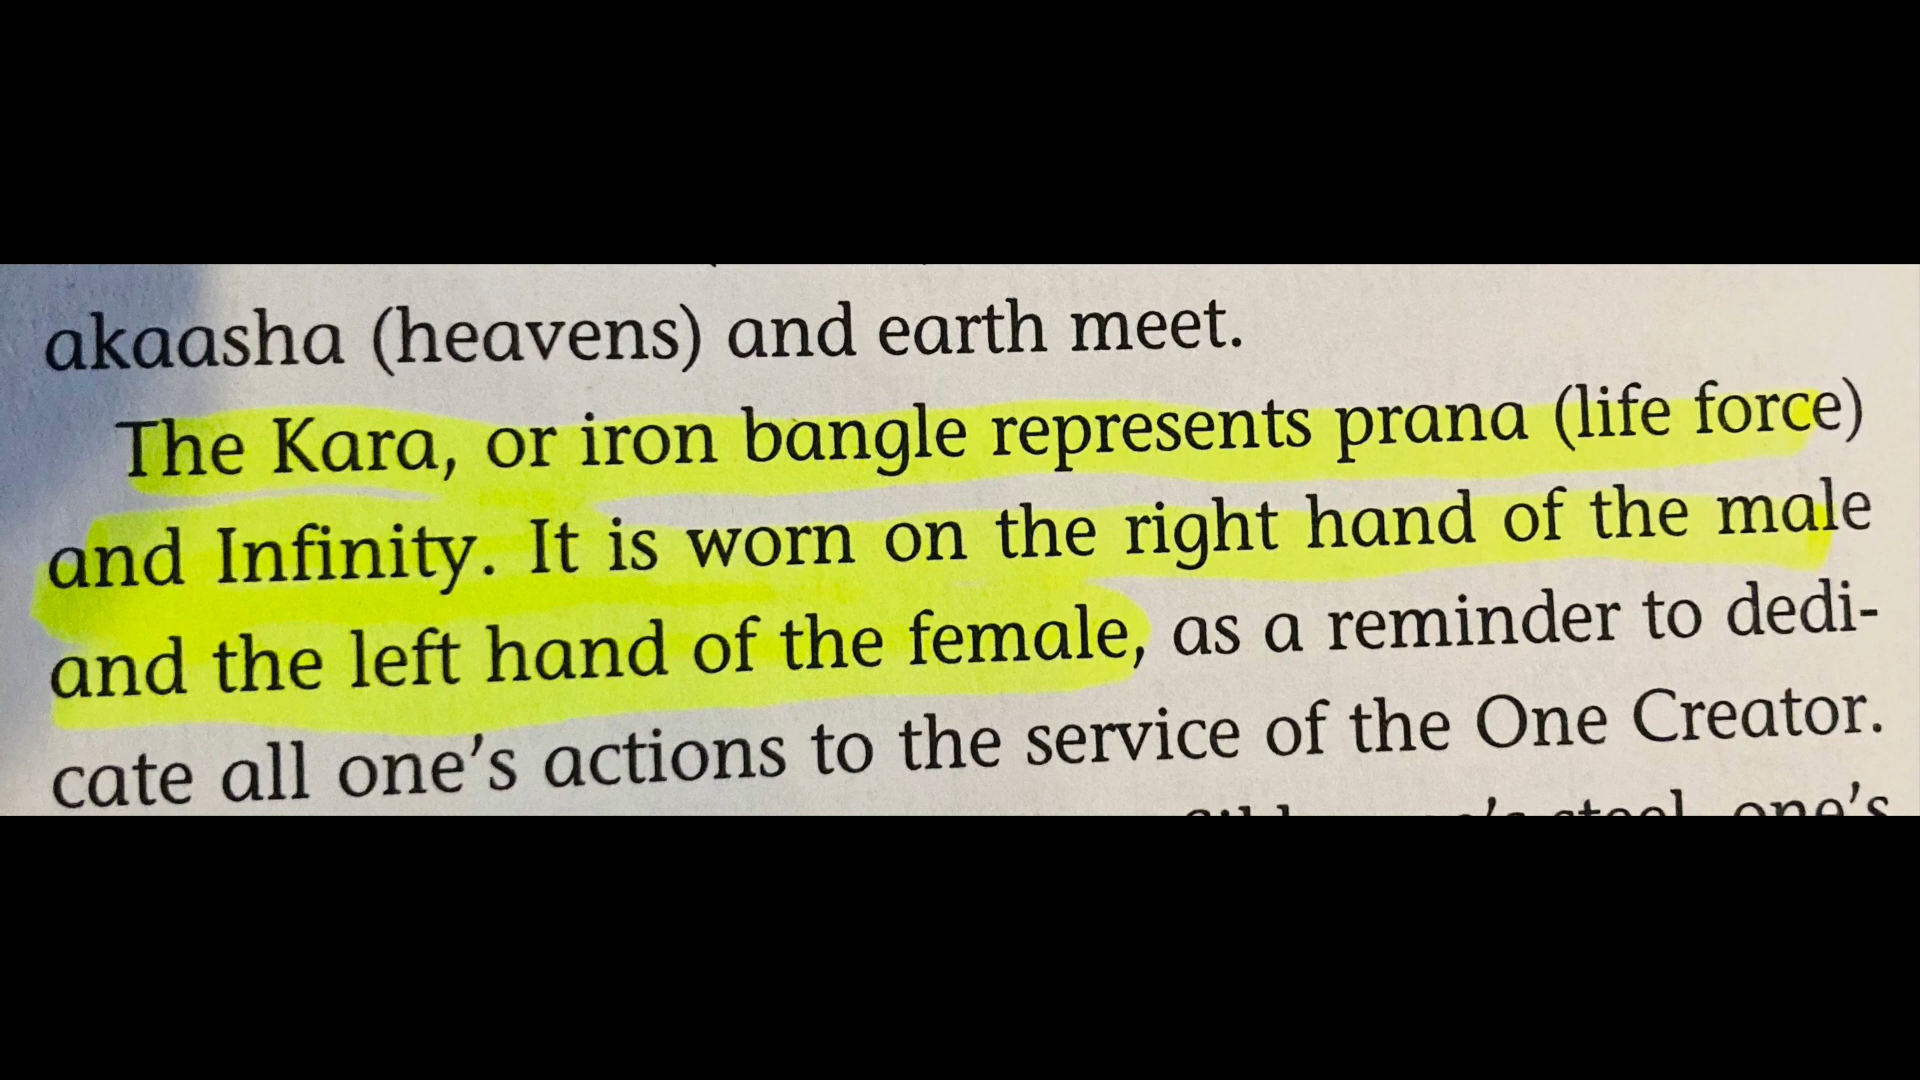 akaasha (heavens) and earth meet.
The Kara, or iron bangle represents prana (life force)
and Infinity. It is worn on the right hand of the male
and the left hand of the female, as a reminder to dedi-
cate all one's actions to the service of the One Creator.
one's